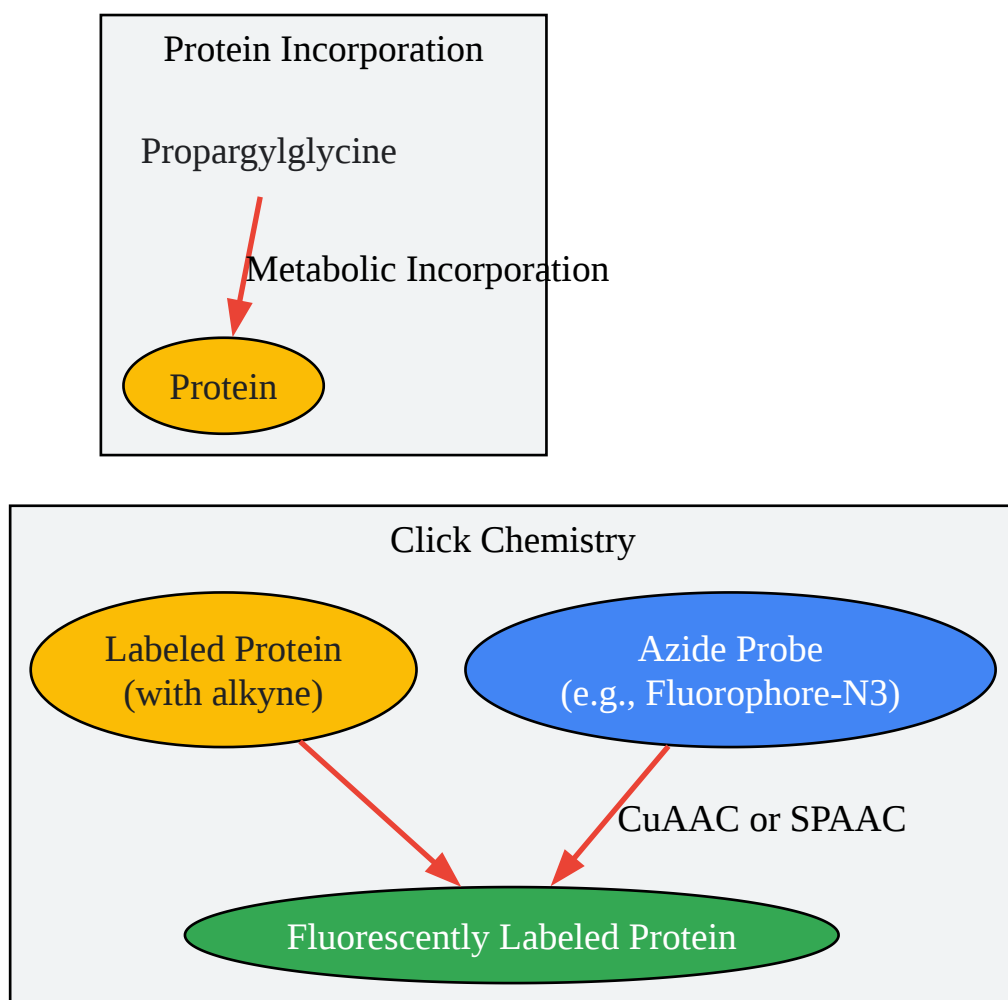 Protein Incorporation
Propargylglycine
Metabolic Incorporation
Protein
Click Chemistry
Labeled Protein
(with alkyne)
Azide Probe
(e.g., Fluorophore-N3)
CuAAC or SPAAC
Fluorescently Labeled Protein